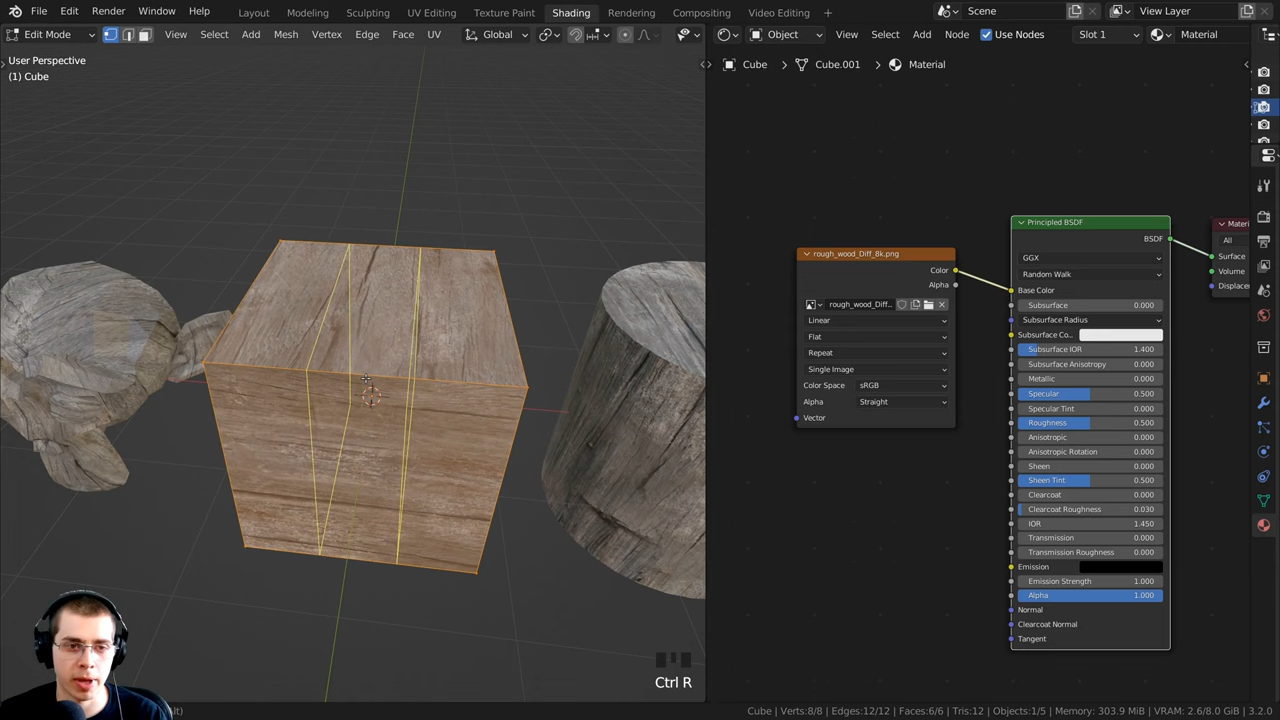 File Edit Render Window Help Layout Modeling Sculpting UV Editing Texture Paint Shading Rendering Compositing Video Editing + Scene View Layer
Edit Mode View Select Add Mesh Vertex Edge Face UV Global Object View Select Add Node Use Nodes Slot 1 Material
User Perspective
(1) Cube
Cube > Cube.001 > Material
Principled BSDF
BSDF
GGX
Random Walk
Base Color
Subsurface 0.000
Subsurface Radius
Subsurface Co...
Subsurface IOR 1.400
Subsurface Anisotropy 0.000
Metallic 0.000
Specular 0.500
Specular Tint 0.000
Roughness 0.500
Anisotropic 0.000
Anisotropic Rotation 0.000
Sheen 0.000
Sheen Tint 0.500
Clearcoat 0.000
Clearcoat Roughness 0.030
IOR 1.450
Transmission 0.000
Transmission Roughness 0.000
Emission
Emission Strength 1.000
Alpha 1.000
Normal
Clearcoat Normal
Tangent
rough_wood_Diff_8k.png
Color
Alpha
rough_wood_Diff...
Linear
Flat
Repeat
Single Image
Color Space sRGB
Alpha Straight
Vector
Materi
All
Surface
Volume
Displace
Ctrl R
Cube | Verts:8/8 | Edges:12/12 | Faces:6/6 | Tris:12 | Objects:1/5 | Memory: 303.9 MiB | VRAM: 2.6/8.0 GiB | 3.2.0